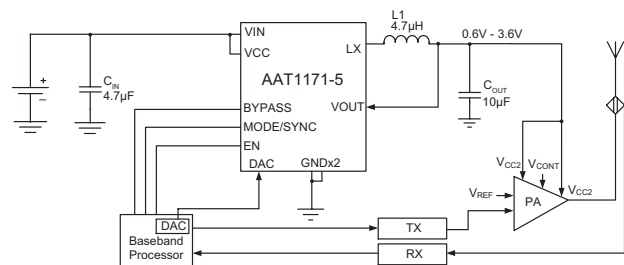 L1
4.7µH
0.6V - 3.6V
VIN
VCC
LX
AAT1171-5
+
–
CIN
4.7µF
COUT
10µF
BYPASS
VOUT
MODE/SYNC
EN
DAC
GNDx2
VCC2
VCONT
VCC2
VREF
PA
DAC
Baseband
Processor
TX
RX